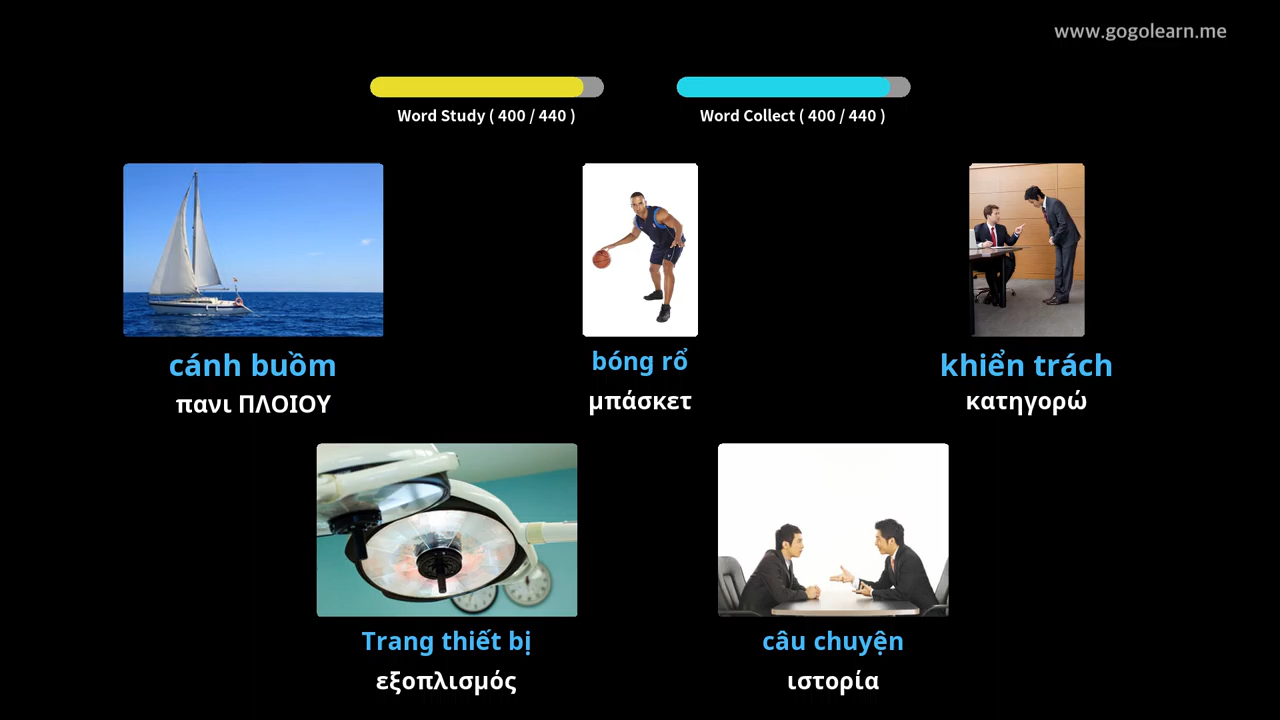 www.gogolearn.me
Word Study ( 400 / 440 )
Word Collect ( 400 / 440 )
cánh buồm
πανι ΠΛΟΙΟΥ
bóng rổ
μπάσκετ
khiển trách
κατηγορώ
Trang thiết bị
εξοπλισμός
câu chuyện
ιστορία